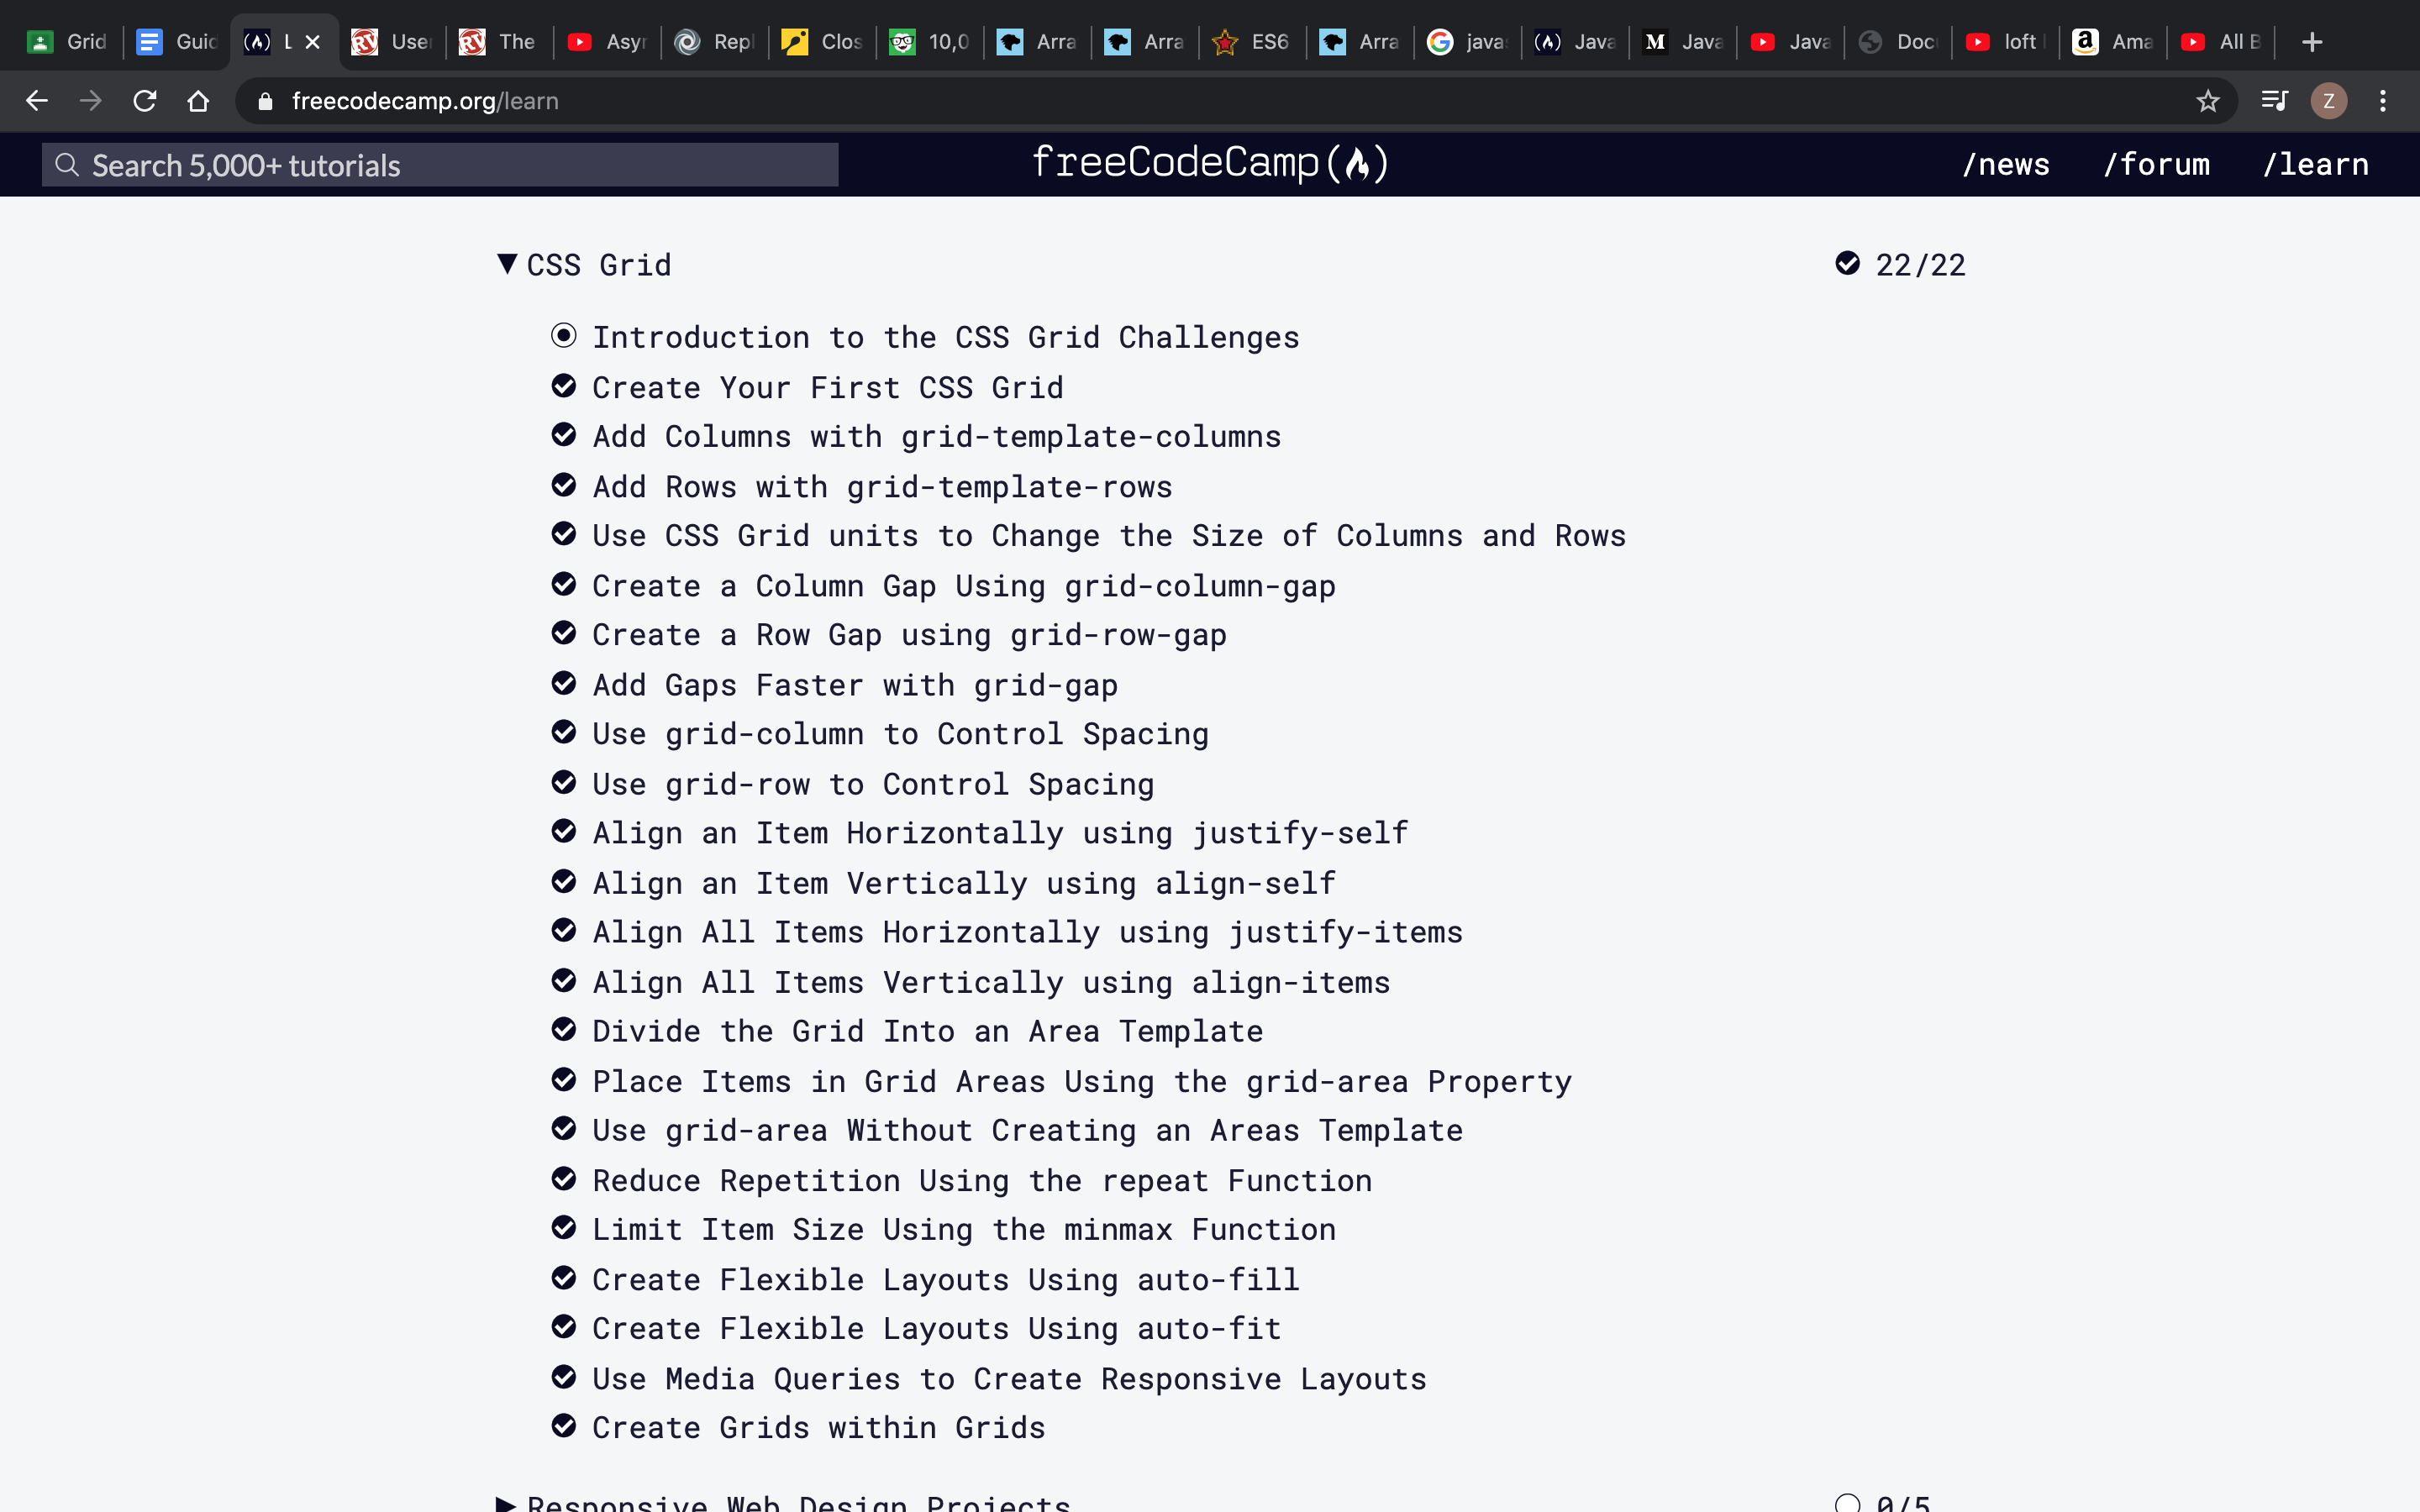 Grid Guid L User The Asyn Repl Clos 10,0 Arra Arra ES6 Arra java Java Java Java Doc loft Ama All B
freecodecamp.org/learn Z
Search 5,000+ tutorials freeCodeCamp /news /forum /learn
CSS Grid 22/22
Introduction to the CSS Grid Challenges
Create Your First CSS Grid
Add Columns with grid-template-columns
Add Rows with grid-template-rows
Use CSS Grid units to Change the Size of Columns and Rows
Create a Column Gap Using grid-column-gap
Create a Row Gap using grid-row-gap
Add Gaps Faster with grid-gap
Use grid-column to Control Spacing
Use grid-row to Control Spacing
Align an Item Horizontally using justify-self
Align an Item Vertically using align-self
Align All Items Horizontally using justify-items
Align All Items Vertically using align-items
Divide the Grid Into an Area Template
Place Items in Grid Areas Using the grid-area Property
Use grid-area Without Creating an Areas Template
Reduce Repetition Using the repeat Function
Limit Item Size Using the minmax Function
Create Flexible Layouts Using auto-fill
Create Flexible Layouts Using auto-fit
Use Media Queries to Create Responsive Layouts
Create Grids within Grids
Responsive Web Design Projects 0/5